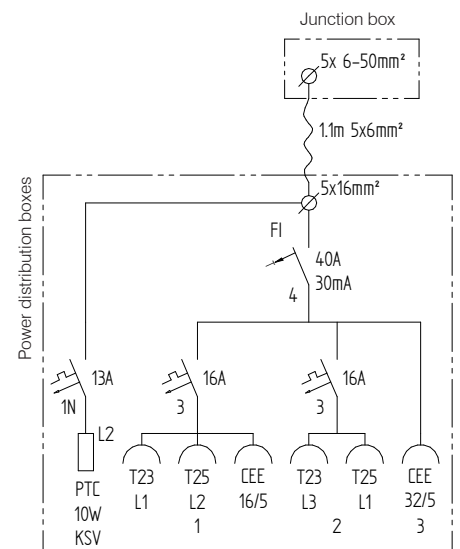 Junction box
5x 6-50mm²
1.1m 5x6mm²
Power distribution boxes
5x16mm²
FI
40A
30mA
4
13A
1N
16A
3
16A
3
L2
PTC
10W
KSV
T23
L1
T25
L2
CEE
16/5
1
T23
L3
T25
L1
2
CEE
32/5
3